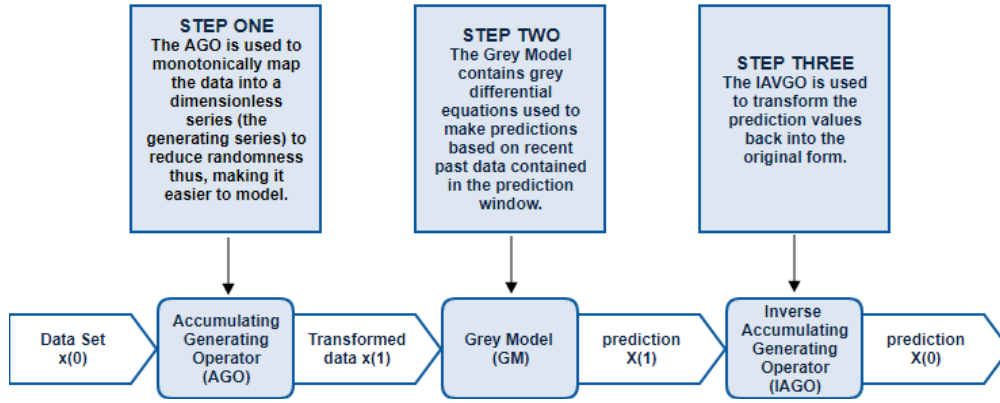 STEP ONE
The AGO is used to
monotonically map
the data into a
dimensionless
series (the
generating series) to
reduce randomness
thus, making it
easier to model.
STEP TWO
The Grey Model
contains grey
differential
equations used to
make predictions
based on recent
past data contained
in the prediction
window.
STEP THREE
The IAVGO is used
to transform the
prediction values
back into the
original form.
Data Set
x(0)
Accumulating
Generating
Operator
(AGO)
Transformed
data x(1)
Grey Model
(GM)
prediction
X(1)
Inverse
Accumulating
Generating
Operator
(IAGO)
prediction
X(0)